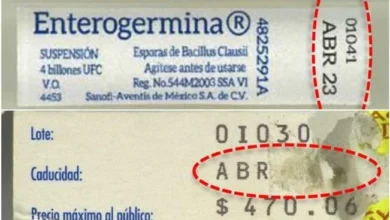 Enterogermina®
SUSPENSIÓN
4 billones UFC
V.O.
4453
Esporas de Bacillus Clausii
Agítese antes de usarse
Reg. No.544M2003 SSA VI
Sanofi-Aventis de México S.A. de C.V.
4825291A
01041
ABR 23
Lote: 01030
Caducidad: ABR
Precio máximo al público: $ 470 06